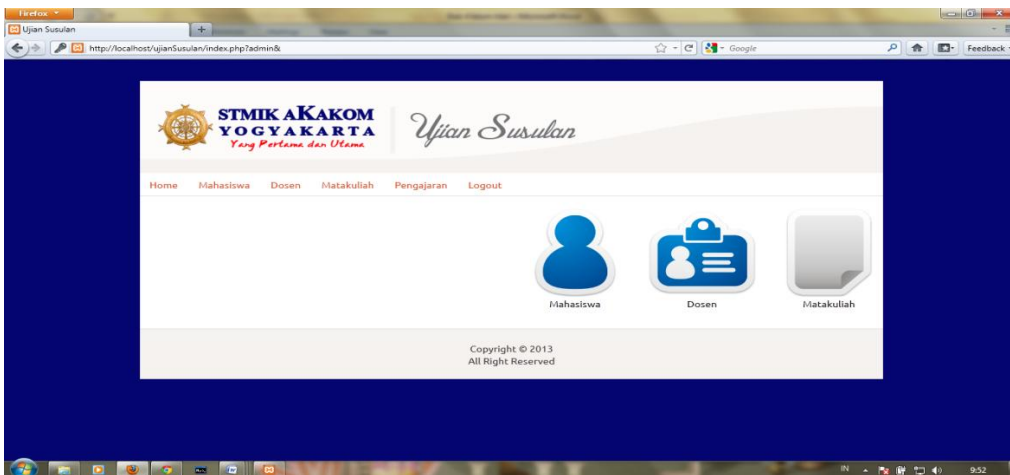 Firefox
Ujian Susulan
http://localhost/ujianSusulan/index.php?admin&
Google
Feedback
STMIK AKAKOM
YOGYAKARTA
Yang Pertama dan Utama
Ujian Susulan
Home Mahasiswa Dosen Matakuliah Pengajaran Logout
Mahasiswa Dosen Matakuliah
Copyright © 2013
All Right Reserved
IN 9:52